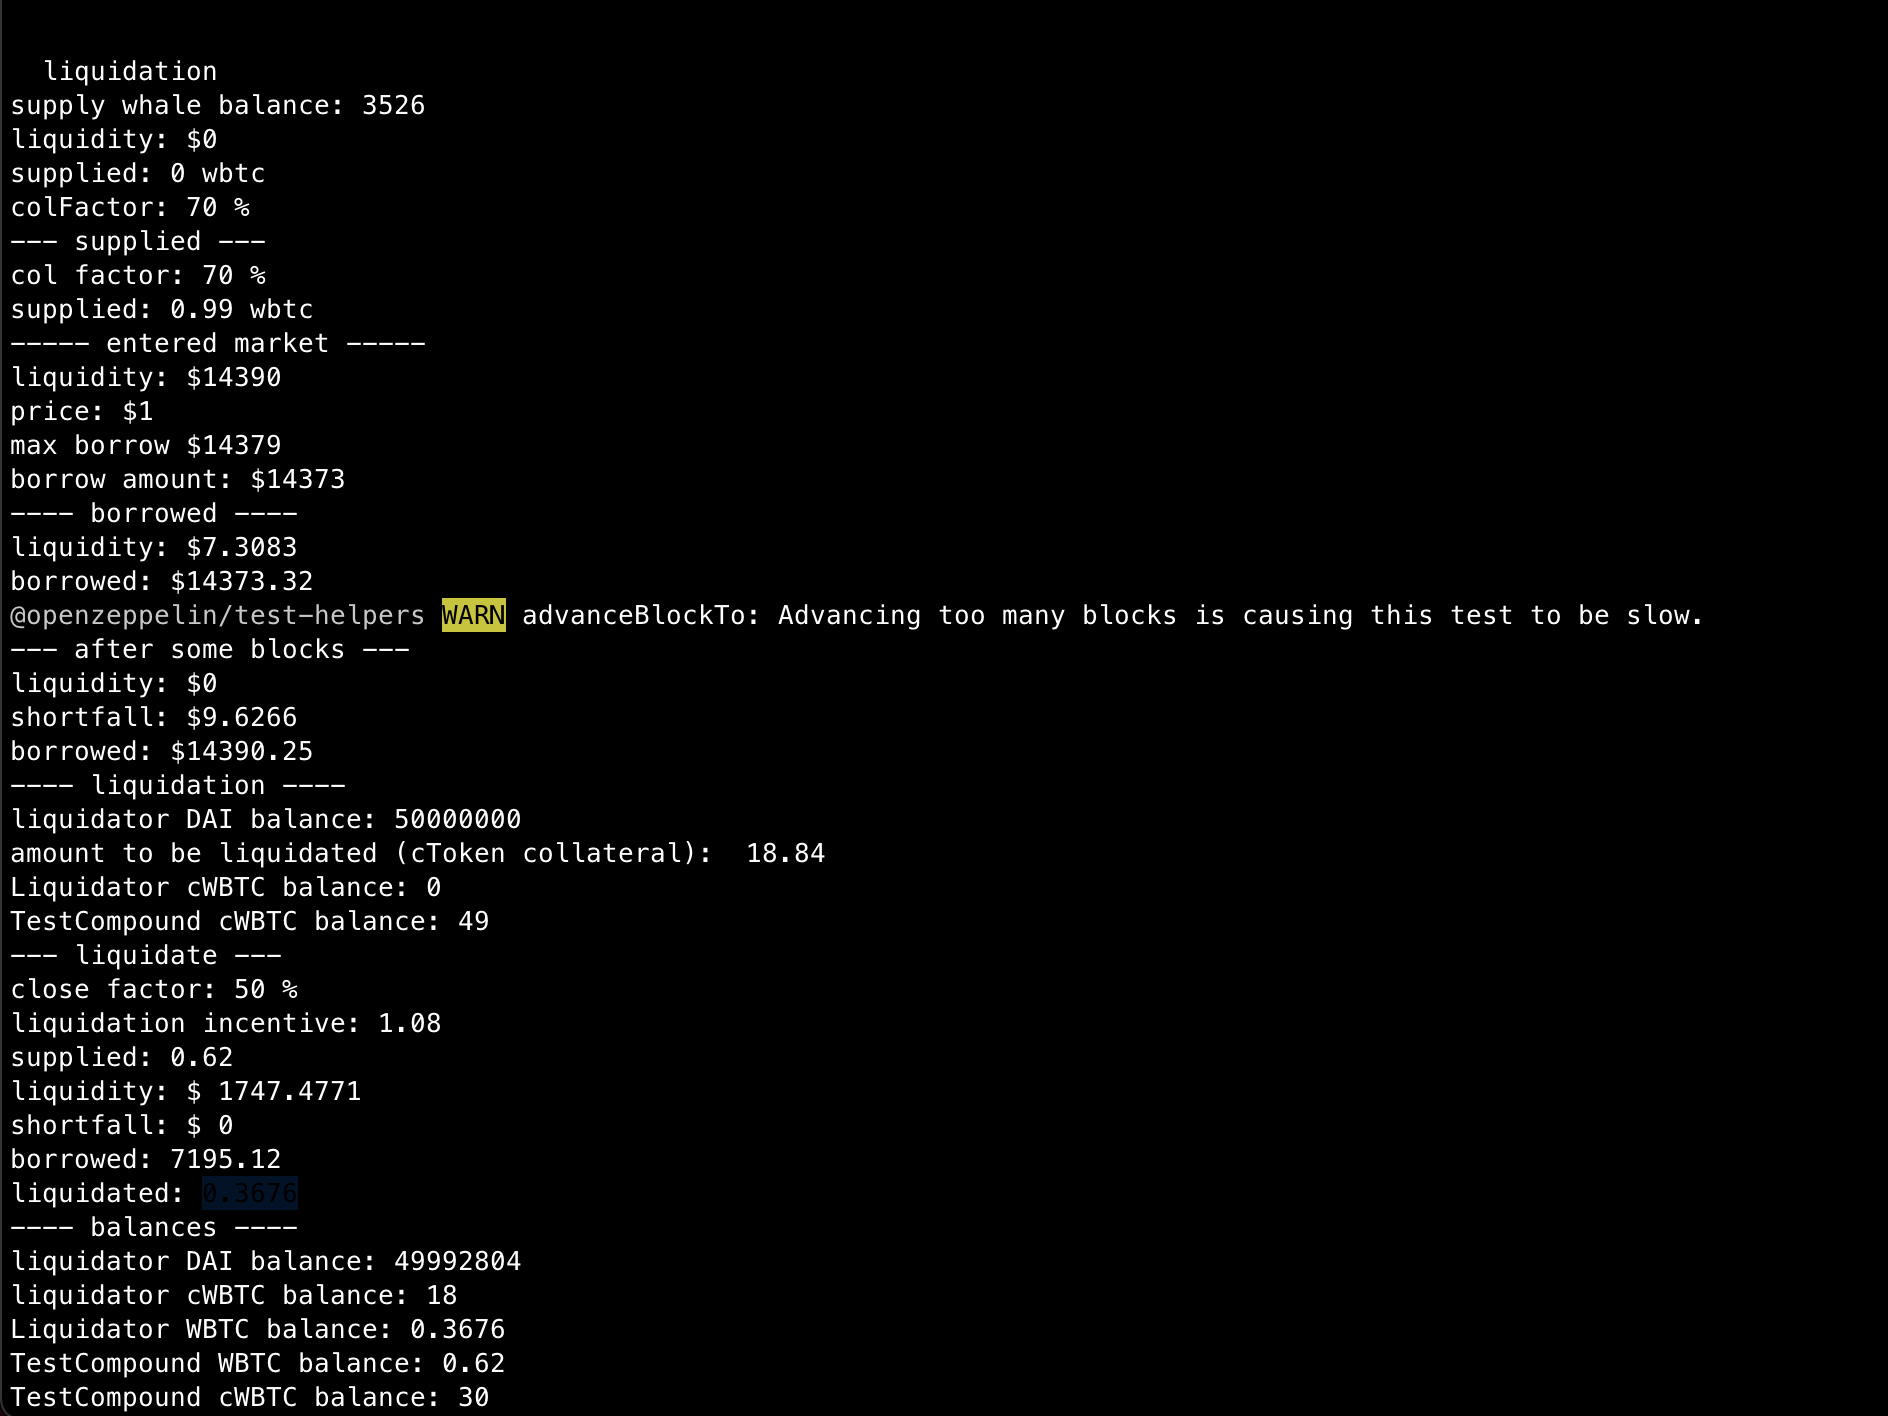 liquidation
supply whale balance: 3526
liquidity: $0
supplied: 0 wbtc
colFactor: 70 %
--- supplied ---
col factor: 70 %
supplied: 0.99 wbtc
----- entered market -----
liquidity: $14390
price: $1
max borrow $14379
borrow amount: $14373
---- borrowed ----
liquidity: $7.3083
borrowed: $14373.32
@openzeppelin/test-helpers WARN advanceBlockTo: Advancing too many blocks is causing this test to be slow.
--- after some blocks ---
liquidity: $0
shortfall: $9.6266
borrowed: $14390.25
---- liquidation ----
liquidator DAI balance: 50000000
amount to be liquidated (cToken collateral):  18.84
Liquidator cWBTC balance: 0
TestCompound cWBTC balance: 49
--- liquidate ---
close factor: 50 %
liquidation incentive: 1.08
supplied: 0.62
liquidity: $ 1747.4771
shortfall: $ 0
borrowed: 7195.12
liquidated: 0.3676
---- balances ----
liquidator DAI balance: 49992804
liquidator cWBTC balance: 18
Liquidator WBTC balance: 0.3676
TestCompound WBTC balance: 0.62
TestCompound cWBTC balance: 30